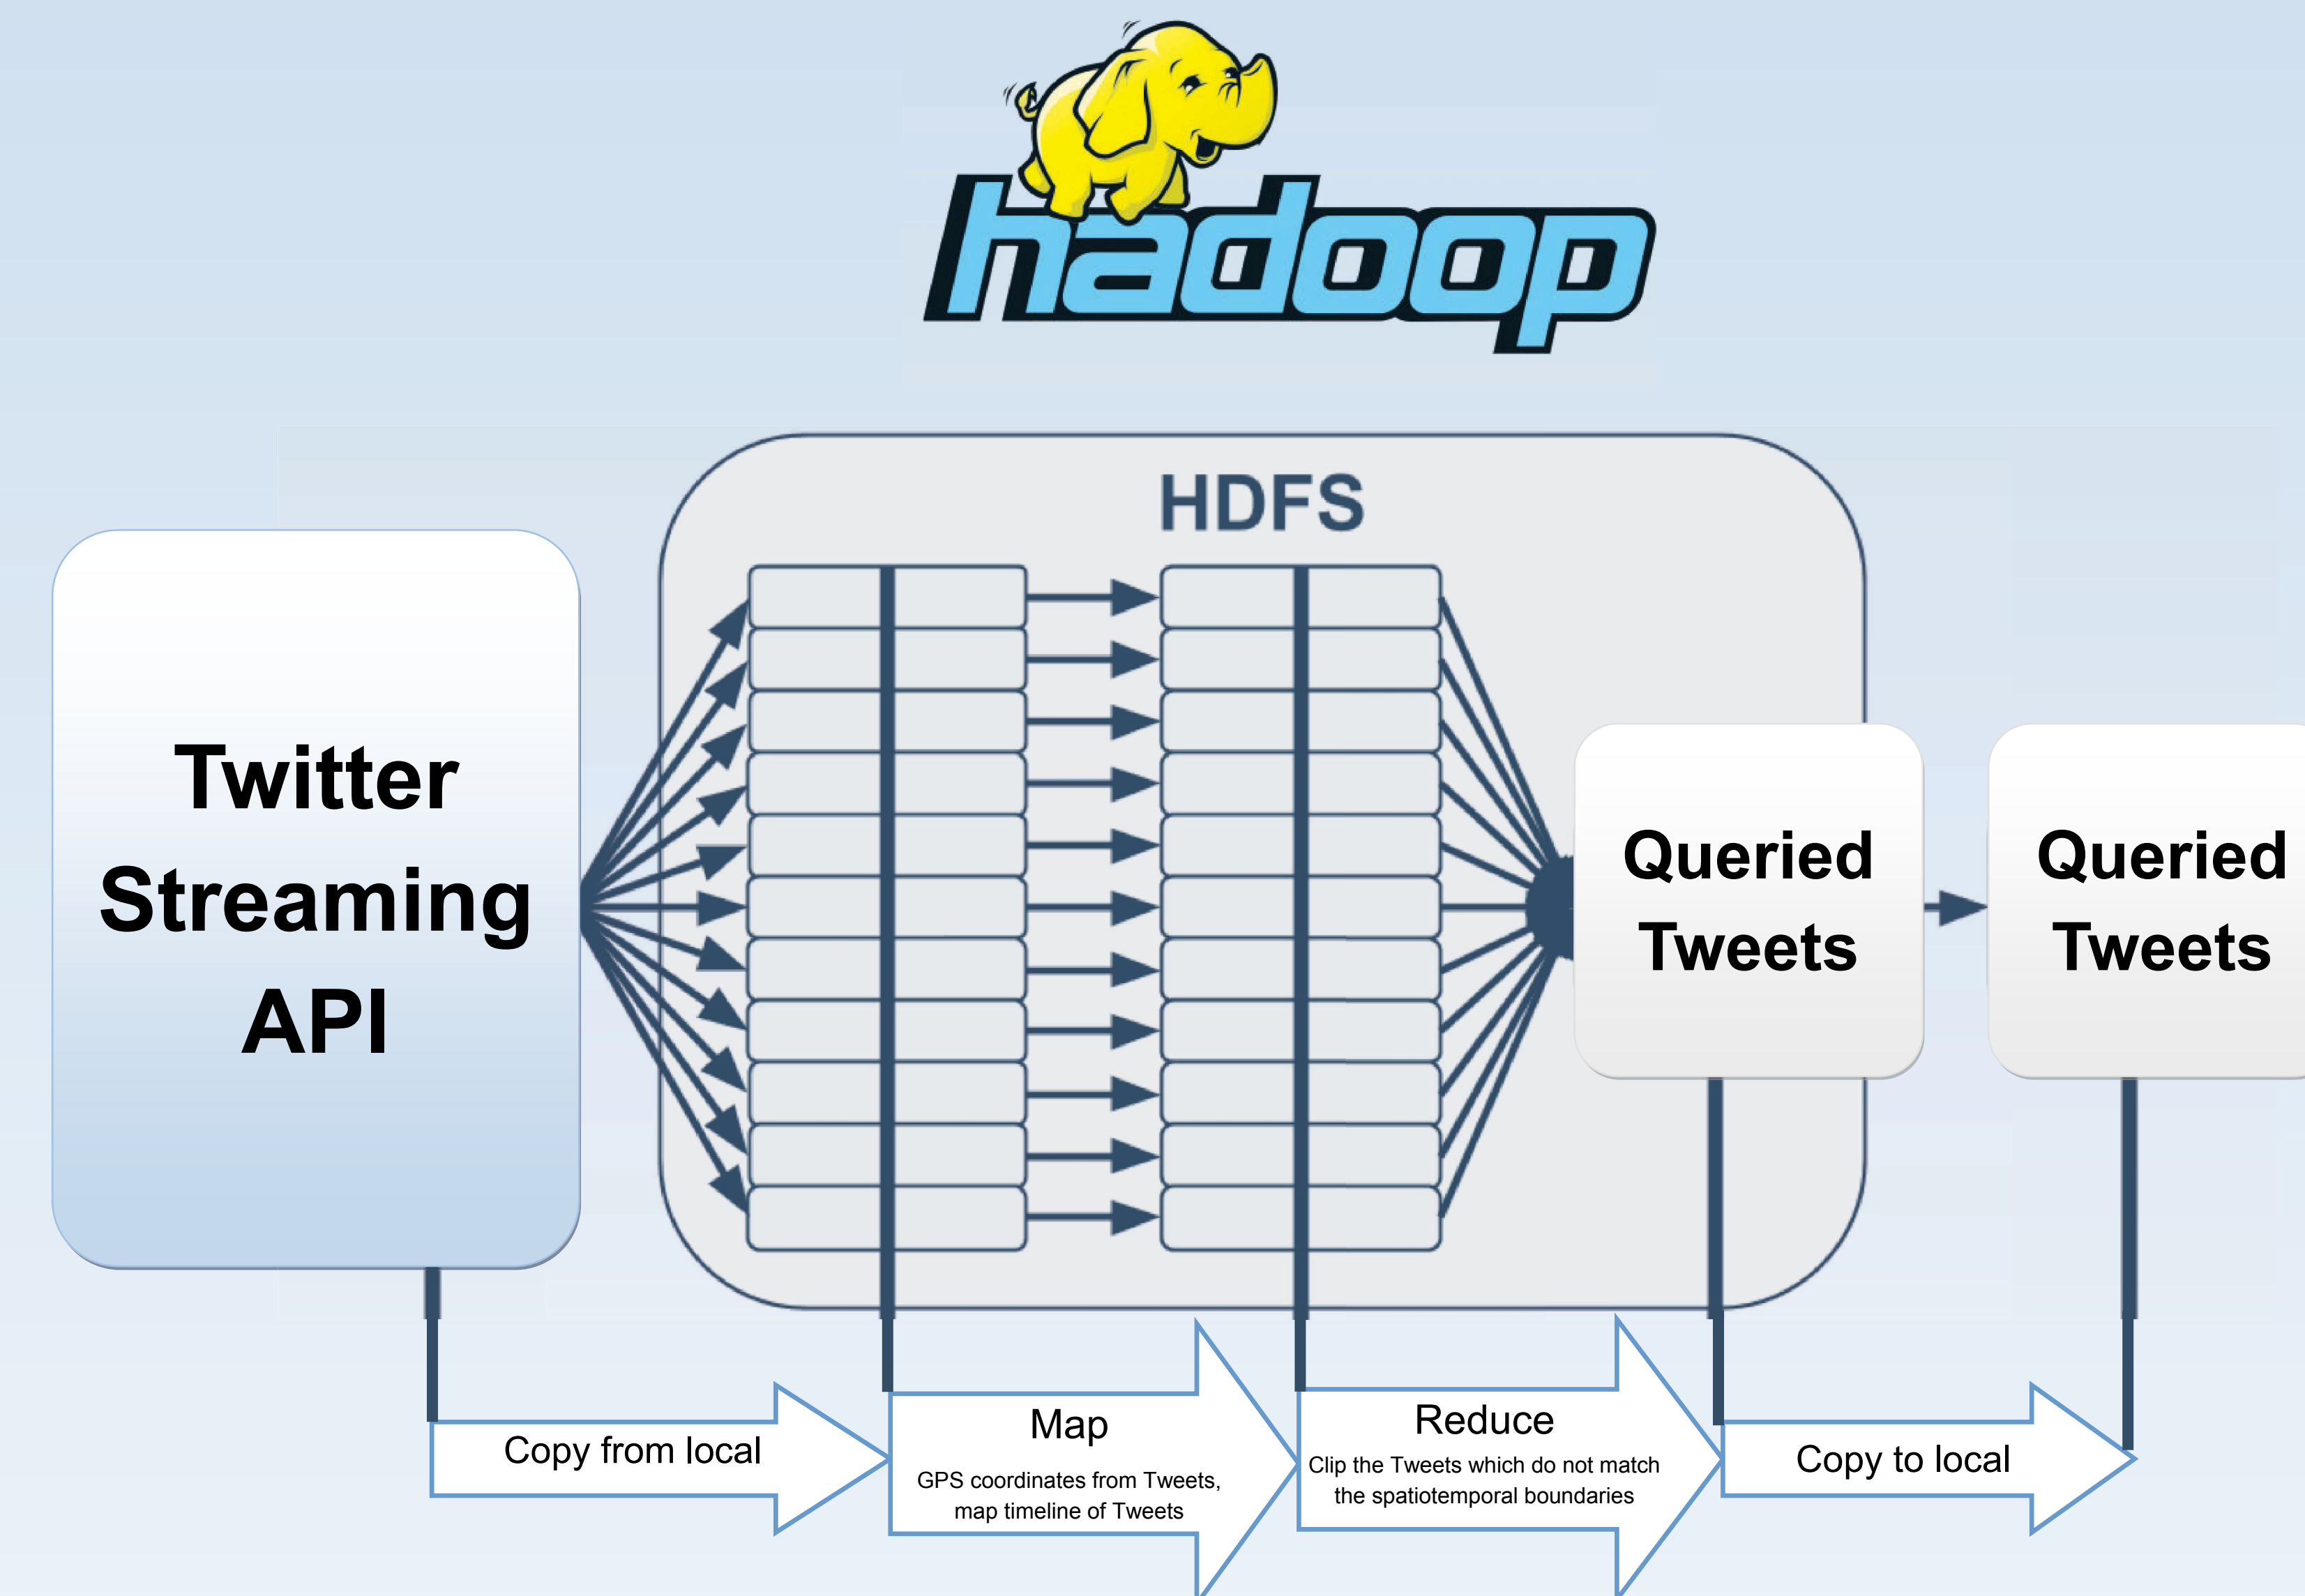 hadoop
HDFS
Twitter
Streaming
API
Queried
Tweets
Queried
Tweets
Copy from local
Map
GPS coordinates from Tweets,
map timeline of Tweets
Reduce
Clip the Tweets which do not match
the spatiotemporal boundaries
Copy to local